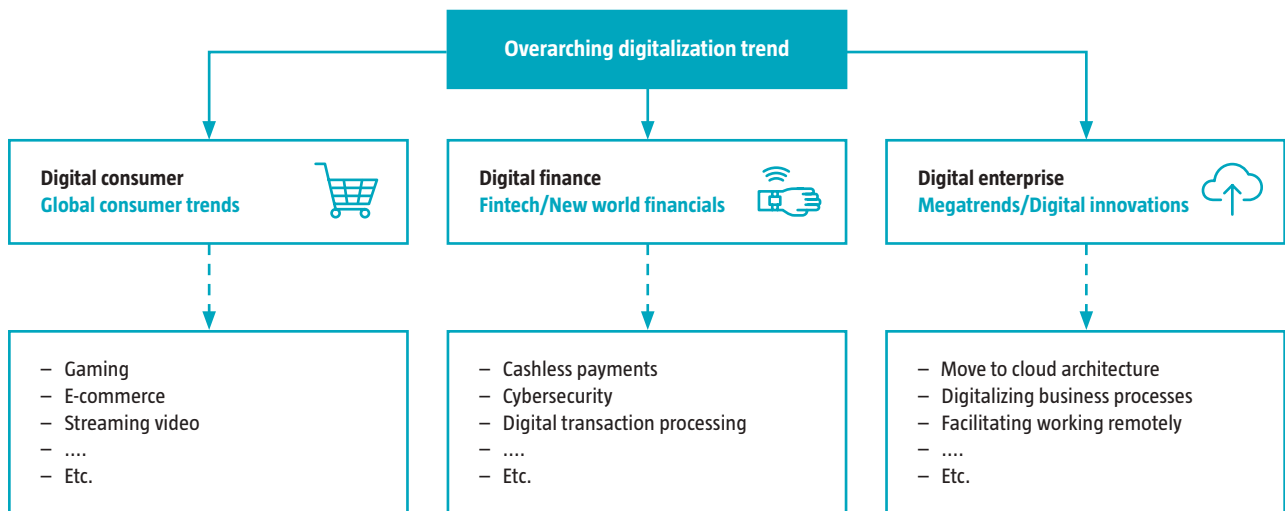 Overarching digitalization trend
Digital consumer
Global consumer trends
Digital finance
Fintech/New world financials
Digital enterprise
Megatrends/Digital innovations
– Gaming
– E-commerce
– Streaming video
– ....
– Etc.
– Cashless payments
– Cybersecurity
– Digital transaction processing
– ....
– Etc.
– Move to cloud architecture
– Digitalizing business processes
– Facilitating working remotely
– ....
– Etc.